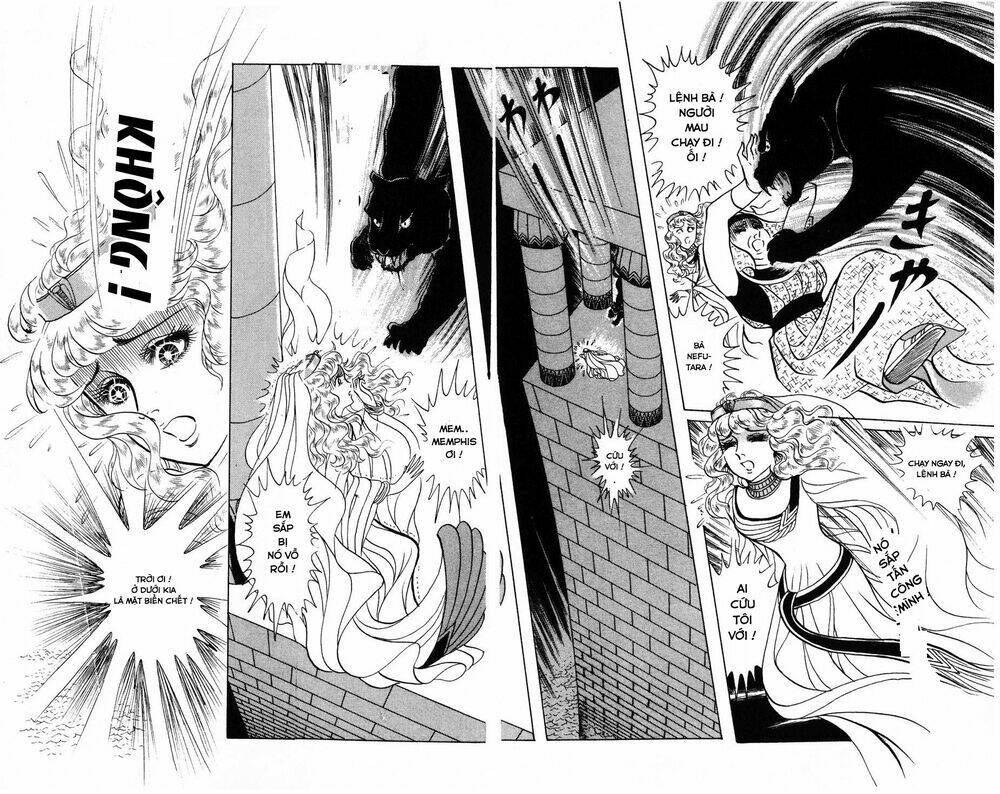 LỆNH BÀ !
NGƯỜI
MAU
CHẠY ĐI !
ỐI !
きゃ
BÀ
NEFU-
TARA !
CHẠY NGAY ĐI,
LỆNH BÀ !
NÓ
SẮP
TẤN
CÔNG
MÌNH !
AI
CỨU
TÔI
VỚI !
わわ
CỨU
VỚI !
MEM..
MEMPHIS
ƠI !
EM
SẮP
BỊ
NÓ VỒ
RỒI !
KHÔNG !
TRỜI ƠI !
Ở DƯỚI KIA
LÀ MẶT BIỂN CHẾT !